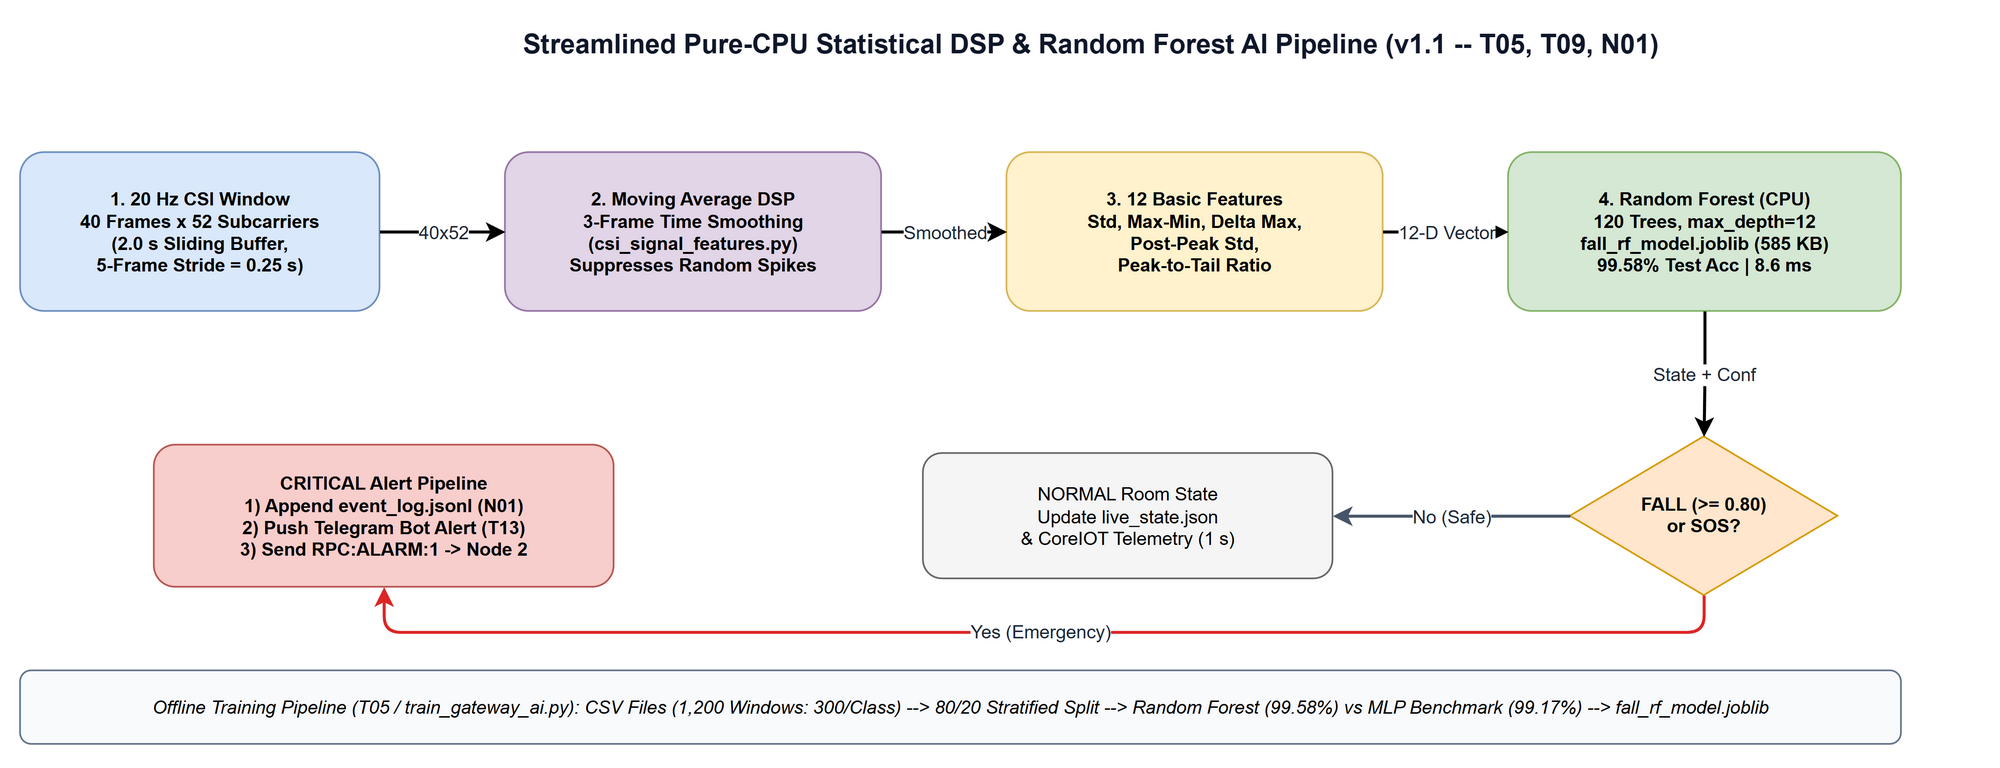 Streamlined Pure-CPU Statistical DSP & Random Forest AI Pipeline (v1.1 -- T05, T09, N01)
1. 20 Hz CSI Window
40 Frames x 52 Subcarriers
(2.0 s Sliding Buffer,
5-Frame Stride = 0.25 s)
40x52
2. Moving Average DSP
3-Frame Time Smoothing
(csi_signal_features.py)
Suppresses Random Spikes
Smoothed
3. 12 Basic Features
Std, Max-Min, Delta Max,
Post-Peak Std,
Peak-to-Tail Ratio
12-D Vector
4. Random Forest (CPU)
120 Trees, max_depth=12
fall_rf_model.joblib (585 KB)
99.58% Test Acc | 8.6 ms
State + Conf
FALL (>= 0.80)
or SOS?
No (Safe)
NORMAL Room State
Update live_state.json
& CoreIOT Telemetry (1 s)
CRITICAL Alert Pipeline
1) Append event_log.jsonl (N01)
2) Push Telegram Bot Alert (T13)
3) Send RPC:ALARM:1 -> Node 2
Yes (Emergency)
Offline Training Pipeline (T05 / train_gateway_ai.py): CSV Files (1,200 Windows: 300/Class) --> 80/20 Stratified Split --> Random Forest (99.58%) vs MLP Benchmark (99.17%) --> fall_rf_model.joblib